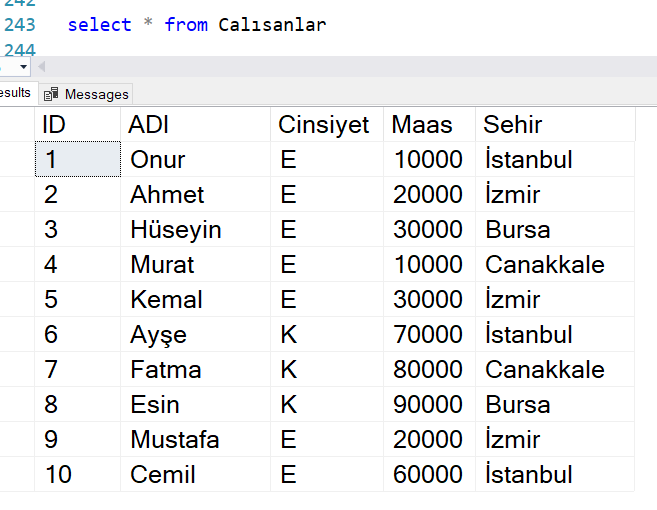 242
243 select * from Calısanlar
244
esults Messages
ID ADI Cinsiyet Maas Sehir
1 Onur E 10000 İstanbul
2 Ahmet E 20000 İzmir
3 Hüseyin E 30000 Bursa
4 Murat E 10000 Canakkale
5 Kemal E 30000 İzmir
6 Ayşe K 70000 İstanbul
7 Fatma K 80000 Canakkale
8 Esin K 90000 Bursa
9 Mustafa E 20000 İzmir
10 Cemil E 60000 İstanbul